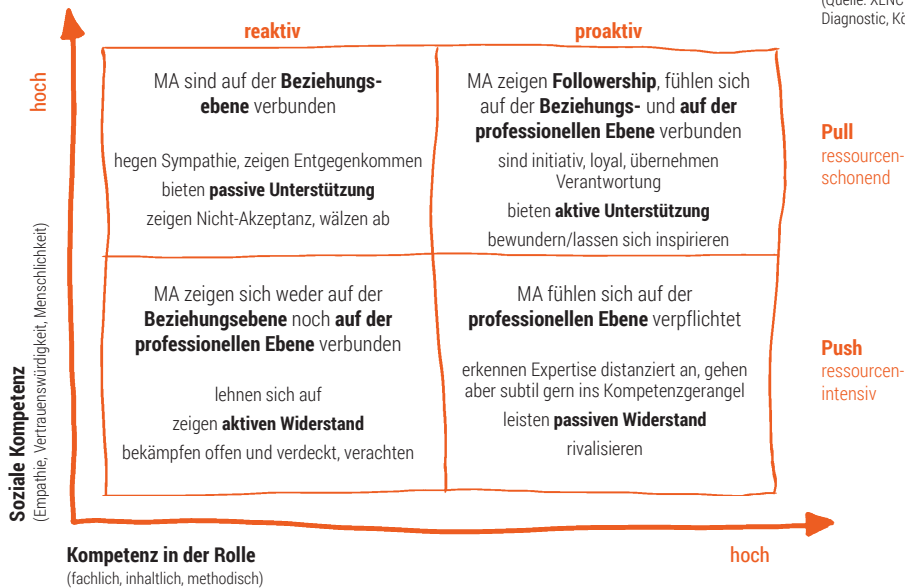 (Quelle: XENC
Diagnostic, Kö
reaktiv
proaktiv
hoch
MA sind auf der Beziehungs-
ebene verbunden
hegen Sympathie, zeigen Entgegenkommen
bieten passive Unterstützung
zeigen Nicht-Akzeptanz, wälzen ab
MA zeigen Followership, fühlen sich
auf der Beziehungs- und auf der
professionellen Ebene verbunden
sind initiativ, loyal, übernehmen
Verantwortung
bieten aktive Unterstützung
bewundern/lassen sich inspirieren
Pull
ressourcen-
schonend
Soziale Kompetenz
(Empathie, Vertrauenswürdigkeit, Menschlichkeit)
MA zeigen sich weder auf der
Beziehungsebene noch auf der
professionellen Ebene verbunden
lehnen sich auf
zeigen aktiven Widerstand
bekämpfen offen und verdeckt, verachten
MA fühlen sich auf der
professionellen Ebene verpflichtet
erkennen Expertise distanziert an, gehen
aber subtil gern ins Kompetenzgerangel
leisten passiven Widerstand
rivalisieren
Push
ressourcen-
intensiv
Kompetenz in der Rolle
(fachlich, inhaltlich, methodisch)
hoch